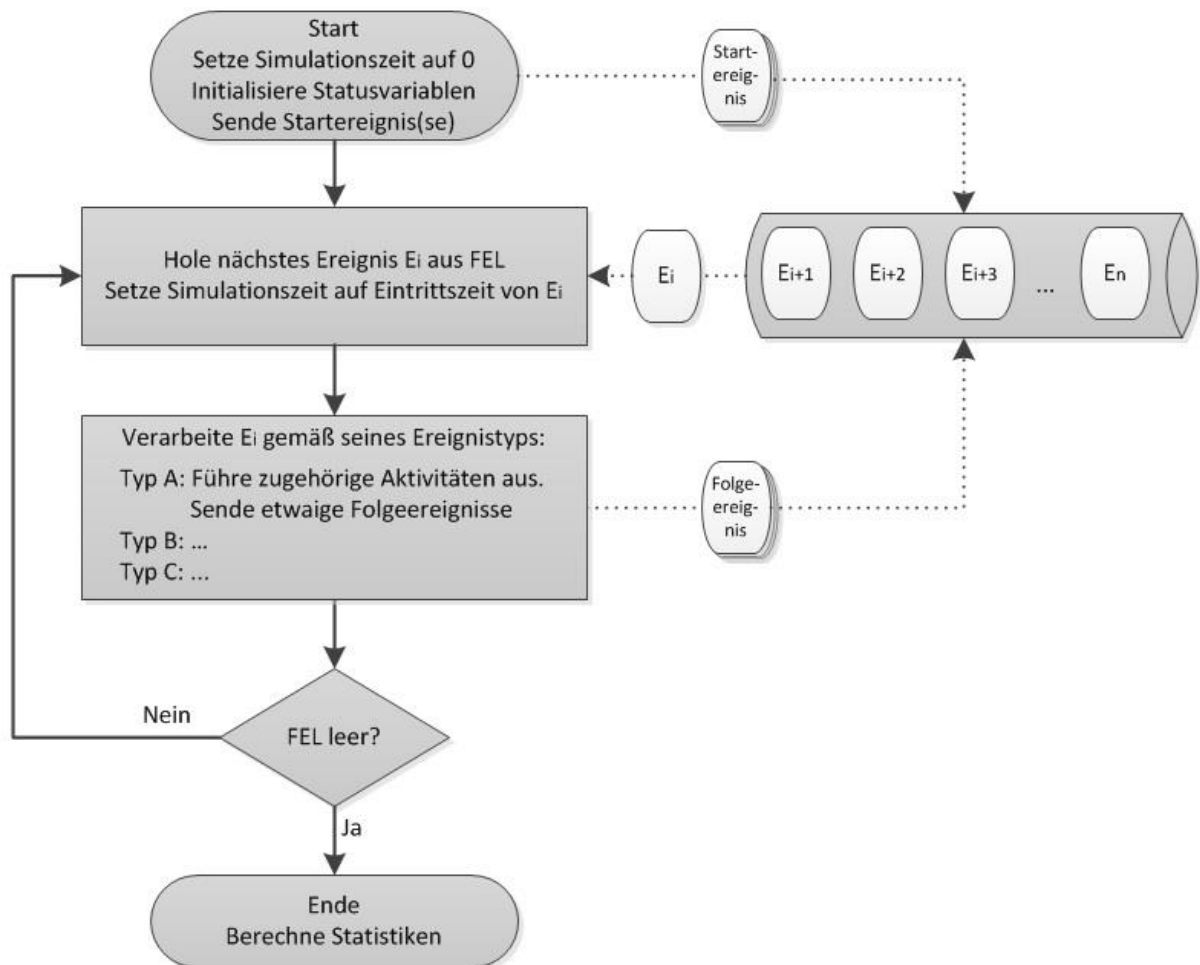 Start
Setze Simulationszeit auf 0
Initialisiere Statusvariablen
Sende Startereignis(se)
Start-
ereig-
nis
Hole nächstes Ereignis Ei aus FEL
Setze Simulationszeit auf Eintrittszeit von Ei
Ei
Ei+1
Ei+2
Ei+3
...
En
Verarbeite Ei gemäß seines Ereignistyps:
Typ A: Führe zugehörige Aktivitäten aus.
Sende etwaige Folgeereignisse
Typ B: ...
Typ C: ...
Folge-
ereig-
nis
Nein
FEL leer?
Ja
Ende
Berechne Statistiken